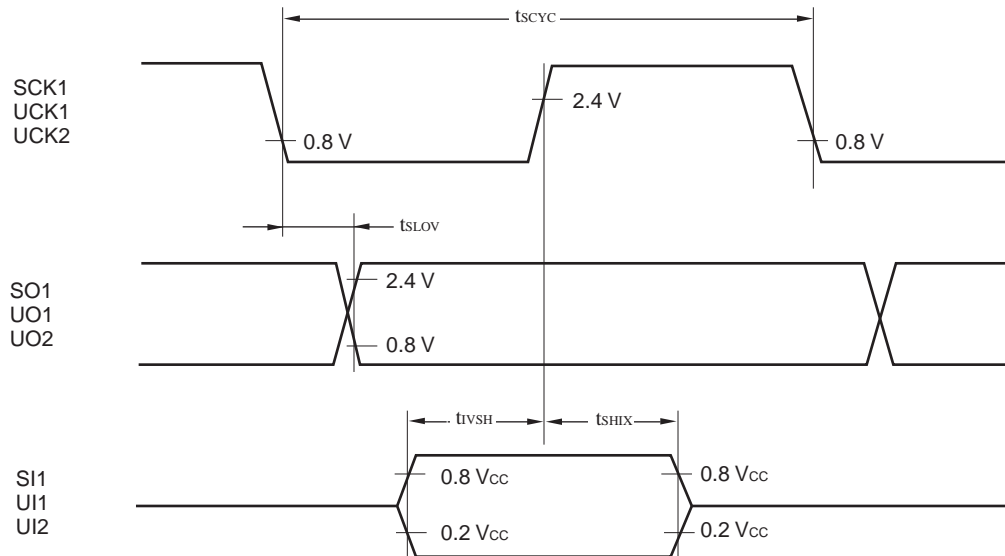 tSCYC
SCK1
UCK1
UCK2
2.4 V
0.8 V
0.8 V
tSLOV
SO1
UO1
UO2
2.4 V
0.8 V
tIVSH
tSHIX
SI1
UI1
UI2
0.8 VCC
0.8 VCC
0.2 VCC
0.2 VCC